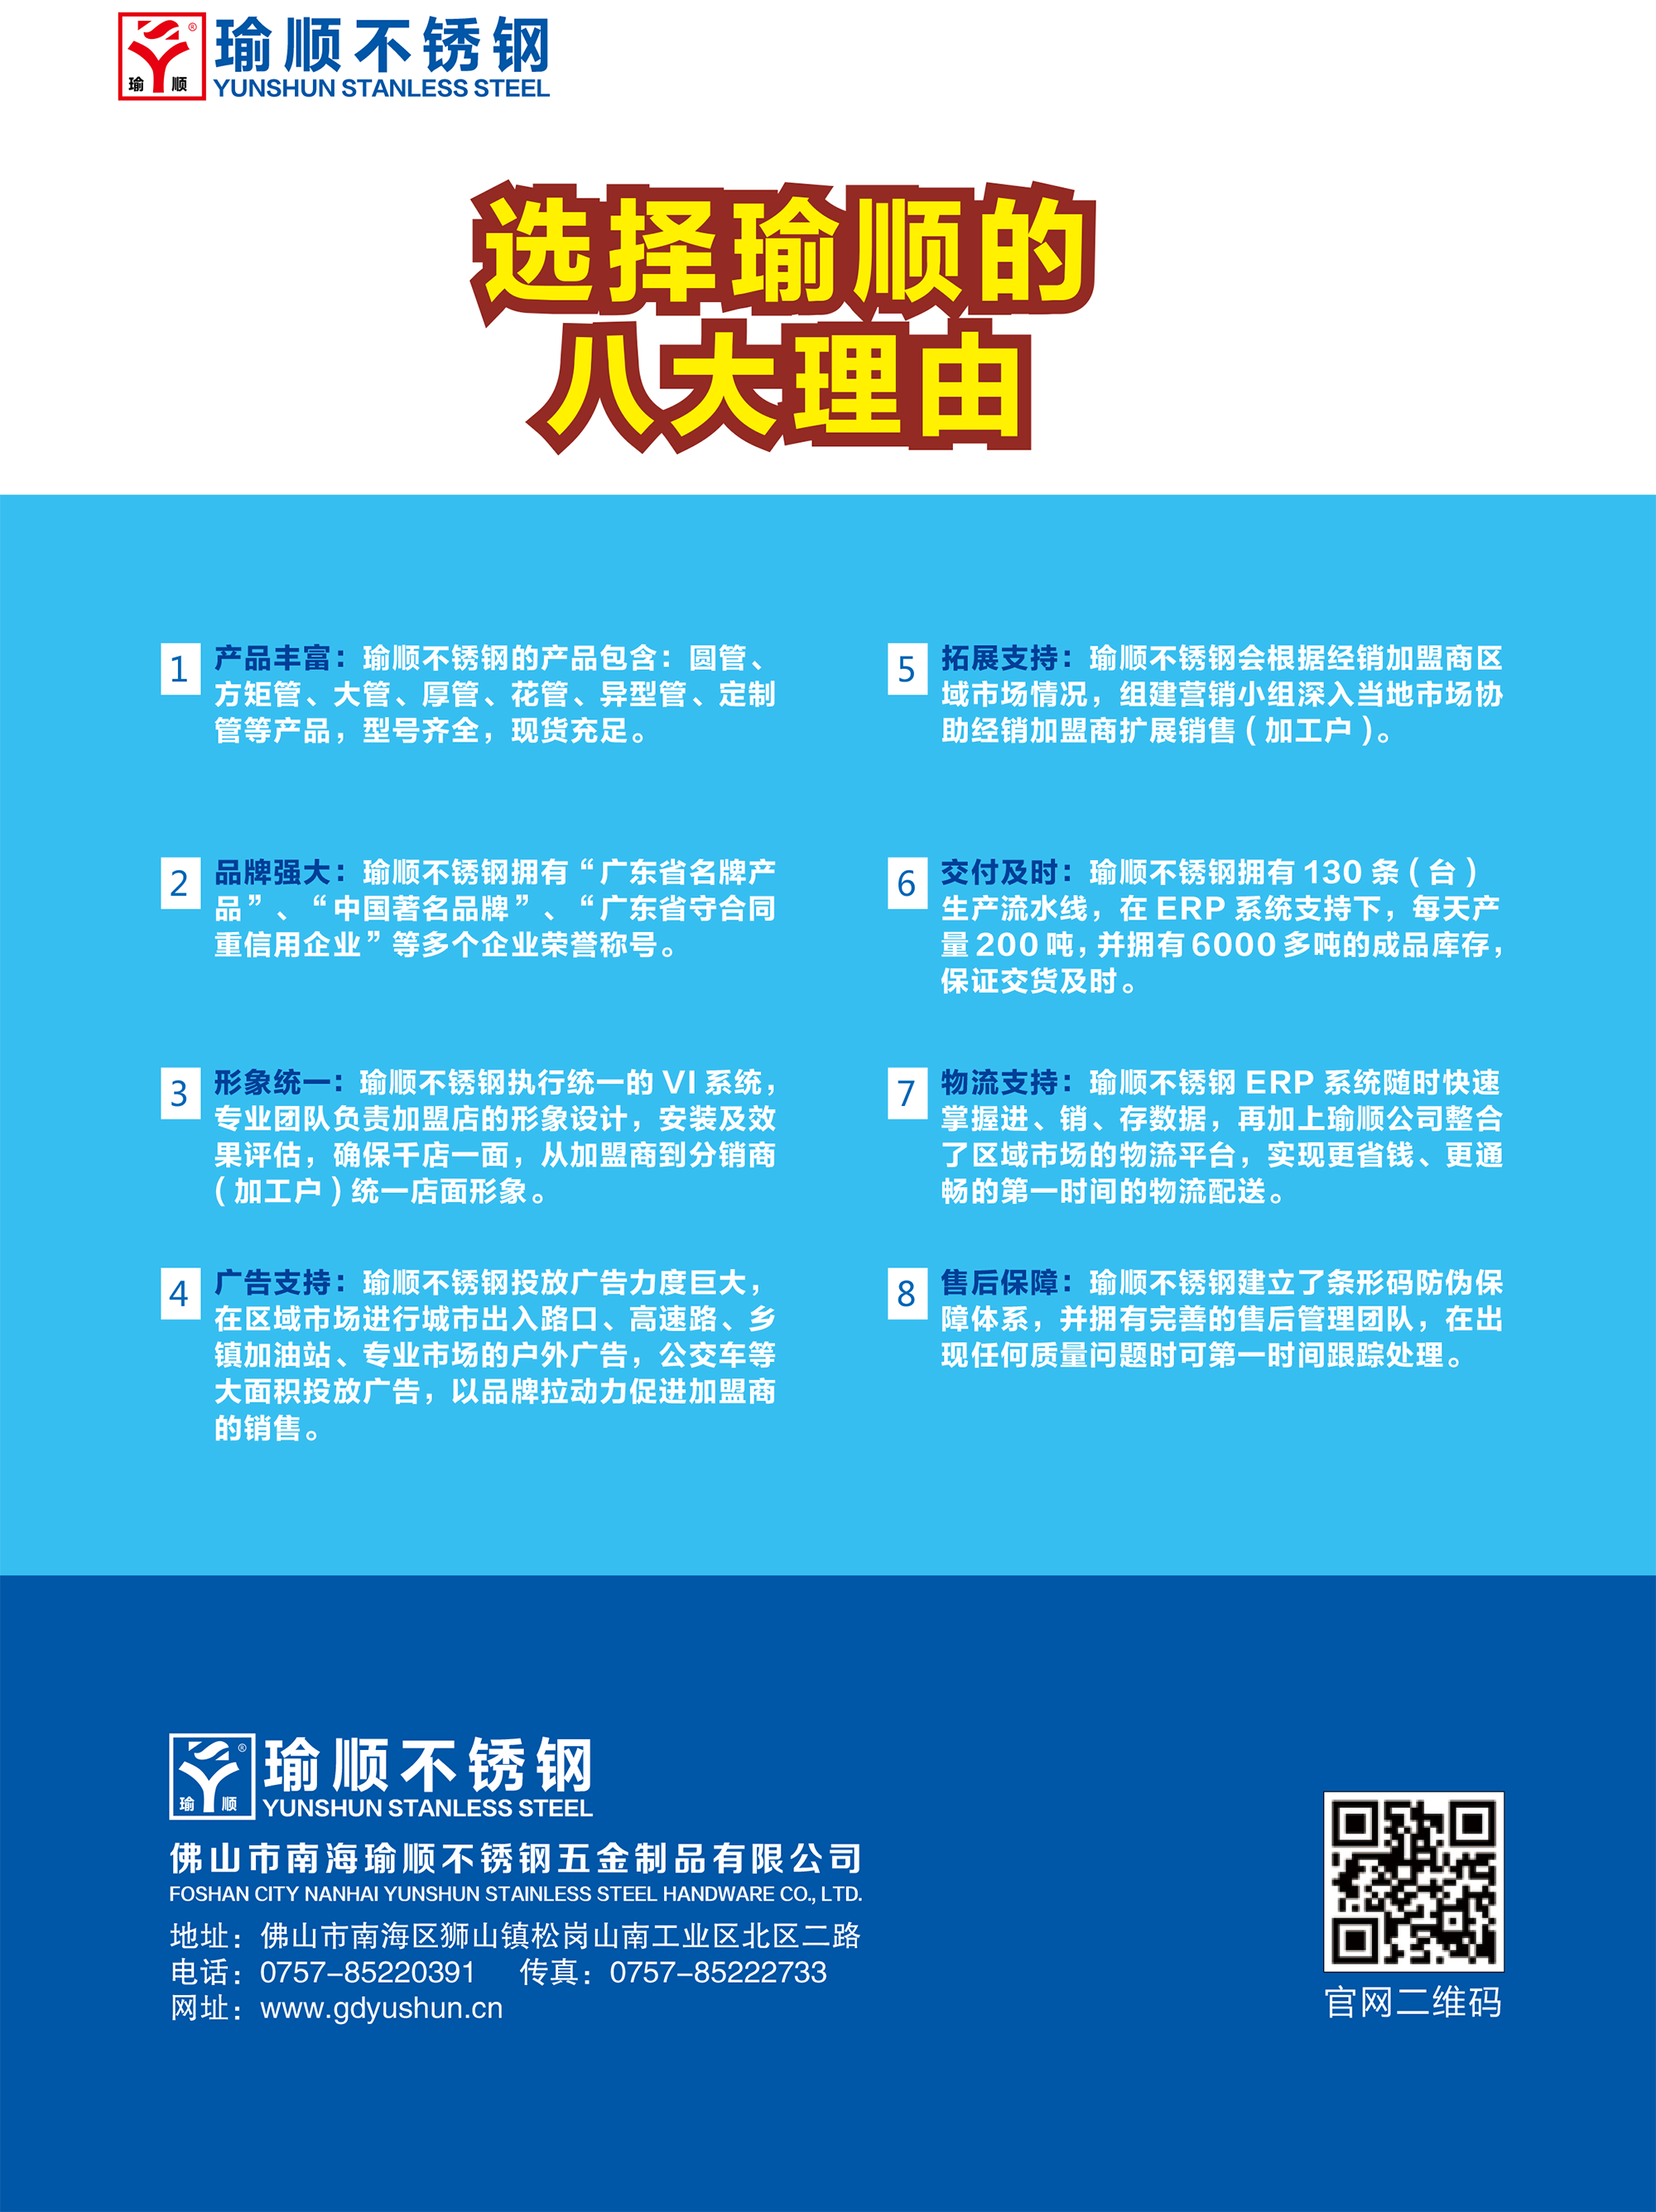 瑜顺不锈钢
YUNSHUN STANLESS STEEL
瑜 顺
®
选择瑜顺的
八大理由
1 产品丰富：瑜顺不锈钢的产品包含：圆管、
方矩管、大管、厚管、花管、异型管、定制
管等产品，型号齐全，现货充足。
2 品牌强大：瑜顺不锈钢拥有“广东省名牌产
品”、“中国著名品牌”、“广东省守合同
重信用企业”等多个企业荣誉称号。
3 形象统一：瑜顺不锈钢执行统一的 VI 系统，
专业团队负责加盟店的形象设计，安装及效
果评估，确保千店一面，从加盟商到分销商
（加工户）统一店面形象。
4 广告支持：瑜顺不锈钢投放广告力度巨大，
在区域市场进行城市出入路口、高速路、乡
镇加油站、专业市场的户外广告，公交车等
大面积投放广告，以品牌拉动力促进加盟商
的销售。
5 拓展支持：瑜顺不锈钢会根据经销加盟商区
域市场情况，组建营销小组深入当地市场协
助经销加盟商扩展销售（加工户）。
6 交付及时：瑜顺不锈钢拥有 130 条（台）
生产流水线，在 ERP 系统支持下，每天产
量 200 吨，并拥有 6000 多吨的成品库存，
保证交货及时。
7 物流支持：瑜顺不锈钢 ERP 系统随时快速
掌握进、销、存数据，再加上瑜顺公司整合
了区域市场的物流平台，实现更省钱、更通
畅的第一时间的物流配送。
8 售后保障：瑜顺不锈钢建立了条形码防伪保
障体系，并拥有完善的售后管理团队，在出
现任何质量问题时可第一时间跟踪处理。
瑜顺不锈钢
YUNSHUN STANLESS STEEL
瑜 顺
®
佛山市南海瑜顺不锈钢五金制品有限公司
FOSHAN CITY NANHAI YUNSHUN STAINLESS STEEL HANDWARE CO., LTD.
地址：佛山市南海区狮山镇松岗山南工业区北区二路
电话：0757-85220391 传真：0757-85222733
网址：www.gdyushun.cn
官网二维码